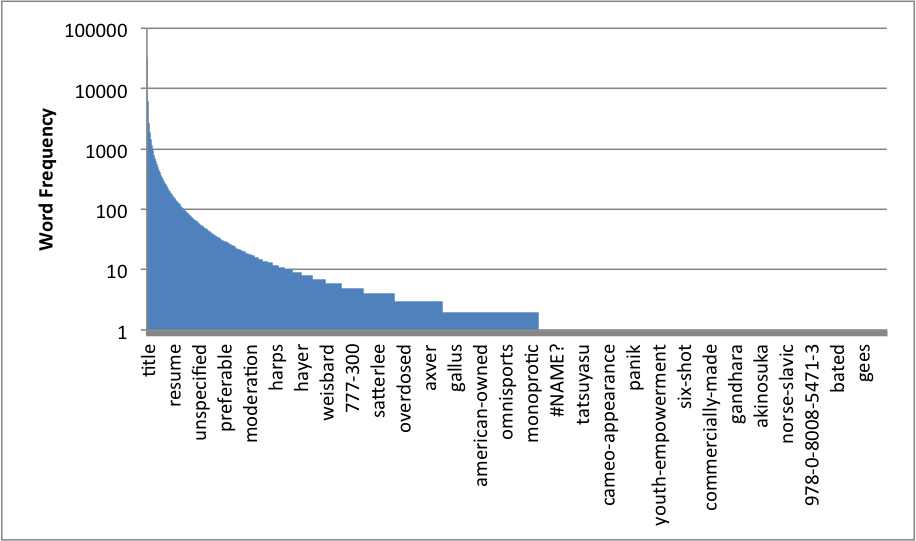 100000
10000
1000
100
10
1
Word Frequency
title
resume
unspecified
preferable
moderation
harps
hayer
weisbard
777-300
satterlee
overdosed
axver
gallus
american-owned
omnisports
monoprotic
#NAME?
tatsuyasu
cameo-appearance
panik
youth-empowerment
six-shot
commercially-made
gandhara
akinosuka
norse-slavic
978-0-8008-5471-3
bated
gees